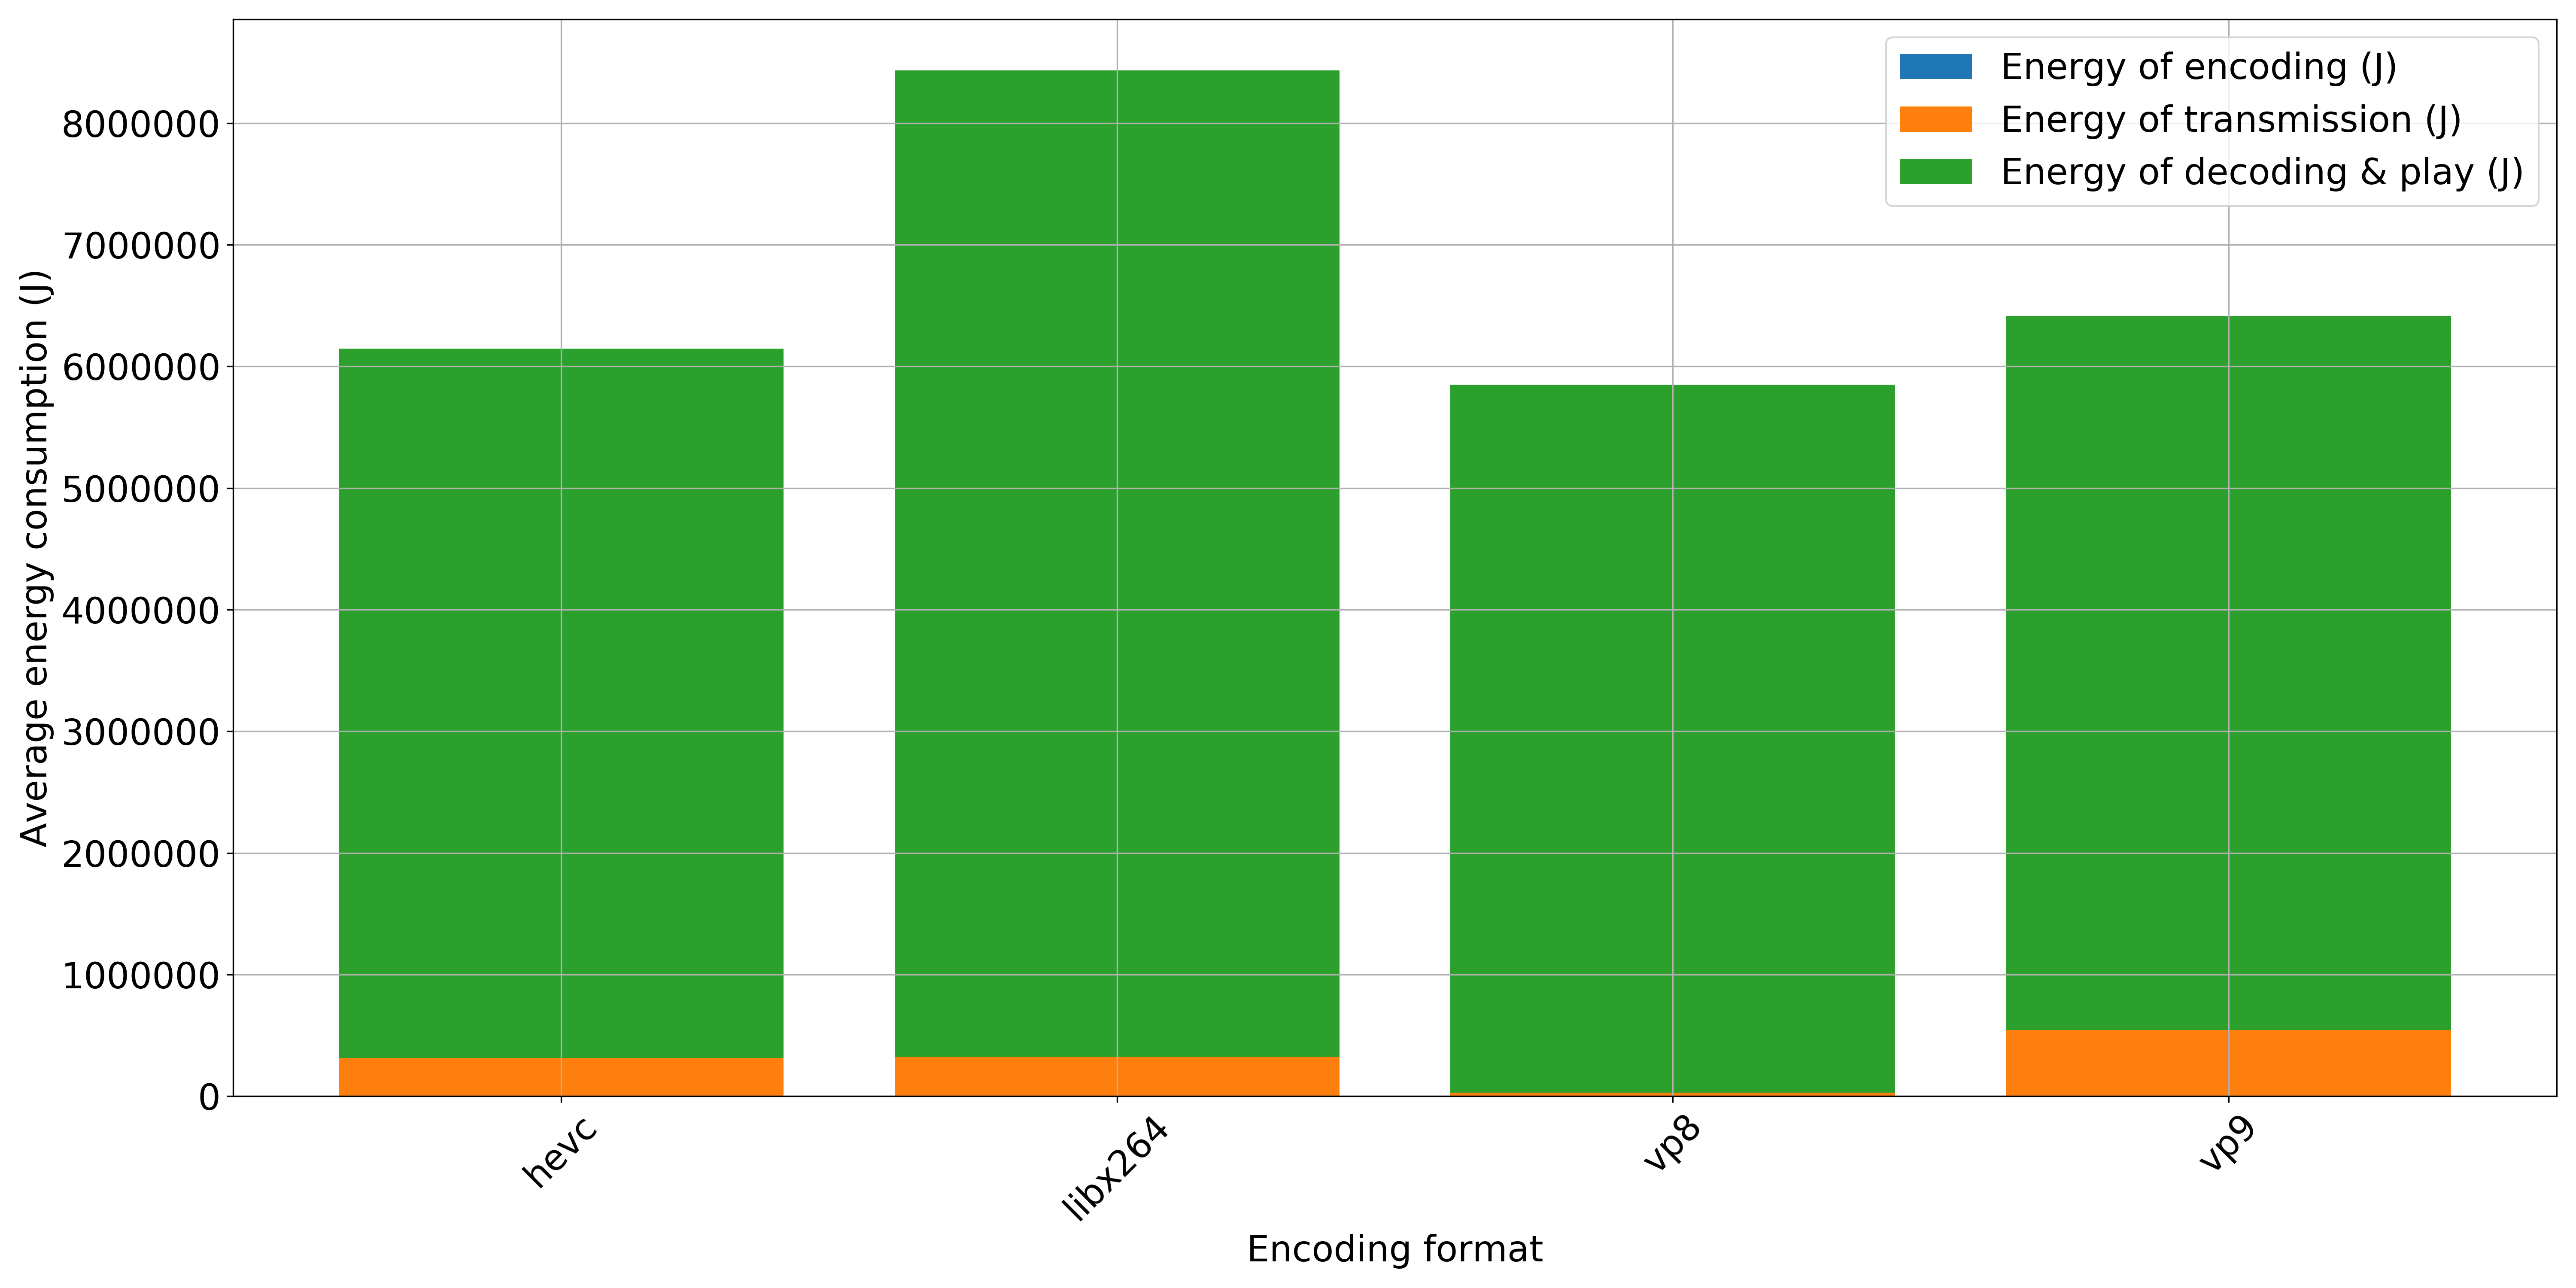 Energy of encoding (J)
Energy of transmission (J)
Energy of decoding & play (J)
Average energy consumption (J)
8000000
7000000
6000000
5000000
4000000
3000000
2000000
1000000
0
hevc
libx264
vp8
vp9
Encoding format